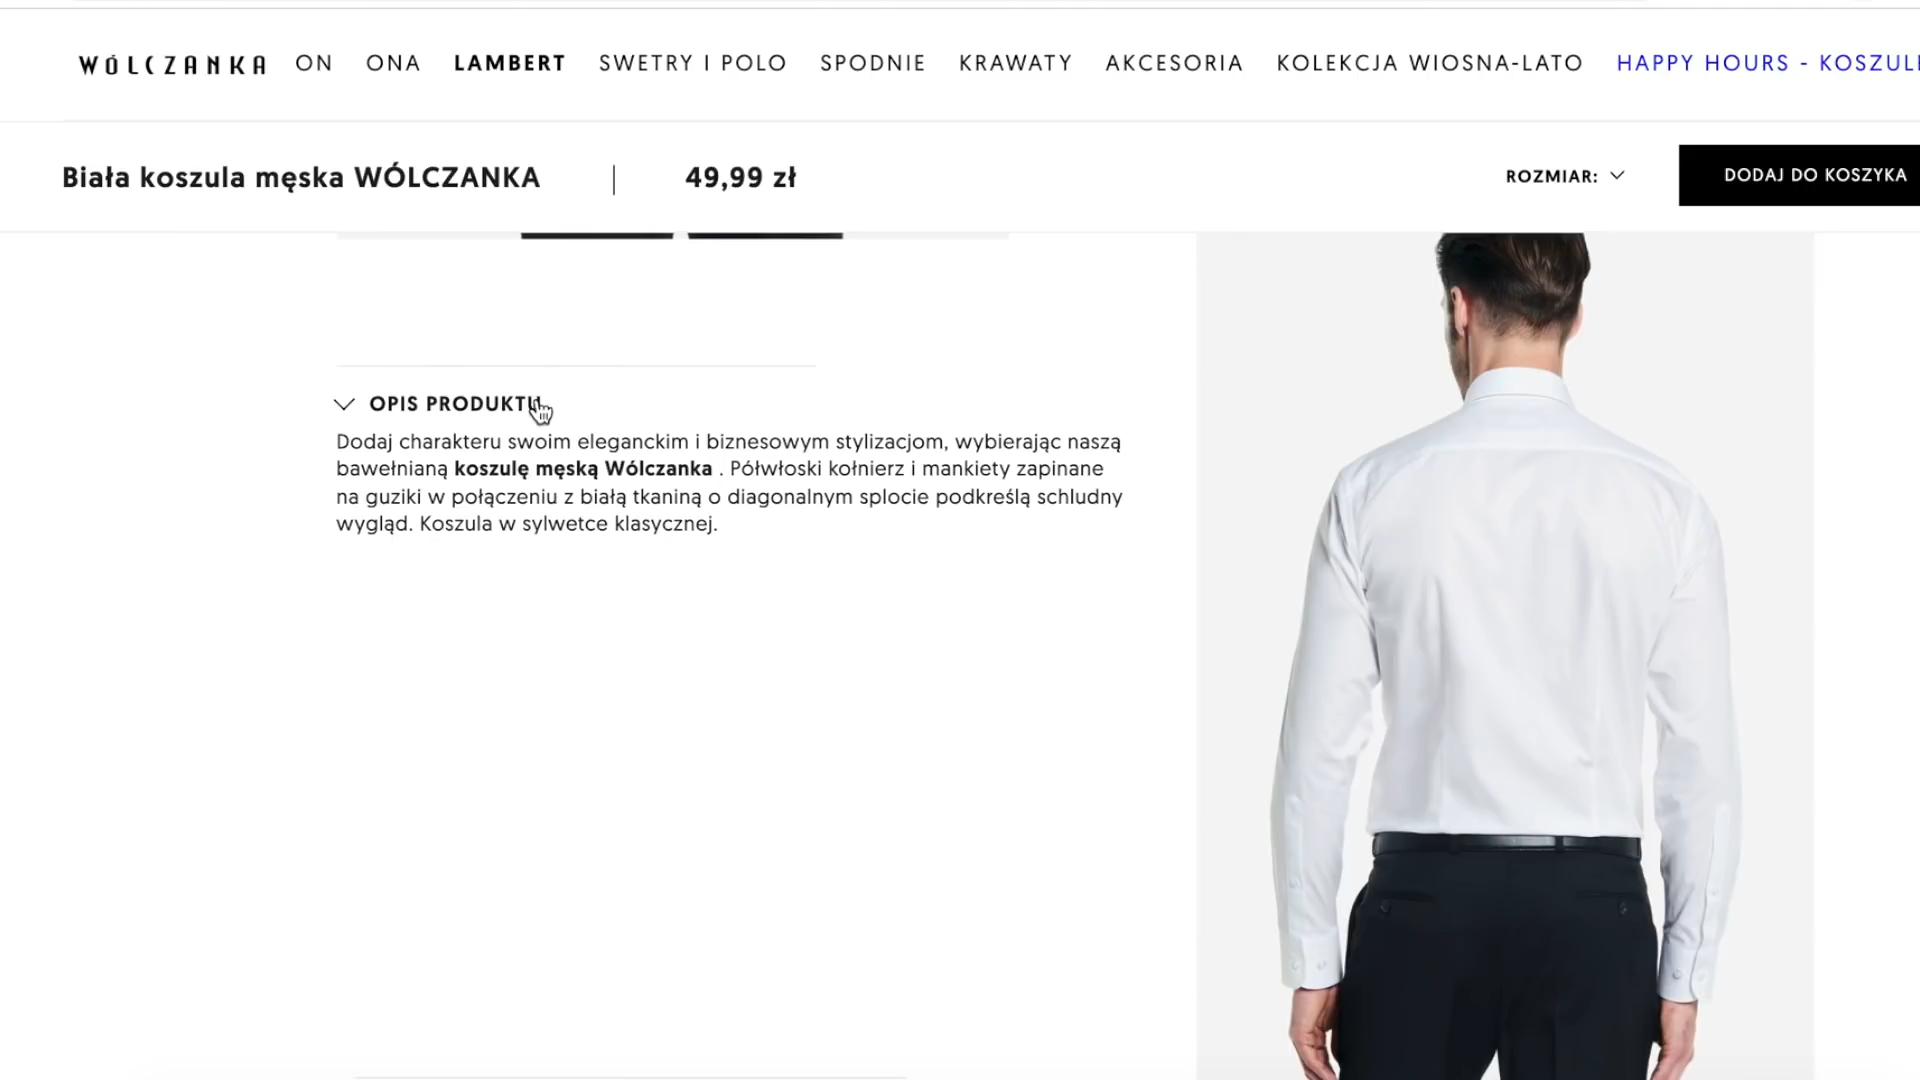 WÓLCZANKA ON ONA LAMBERT SWETRY I POLO SPODNIE KRAWATY AKCESORIA KOLEKCJA WIOSNA-LATO HAPPY HOURS - KOSZULE
Biała koszula męska WÓLCZANKA | 49,99 zł ROZMIAR: DODAJ DO KOSZYKA
OPIS PRODUKTU
Dodaj charakteru swoim eleganckim i biznesowym stylizacjom, wybierając naszą
bawełnianą koszulę męską Wólczanka . Półwłoski kołnierz i mankiety zapinane
na guziki w połączeniu z białą tkaniną o diagonalnym splocie podkreślą schludny
wygląd. Koszula w sylwetce klasycznej.